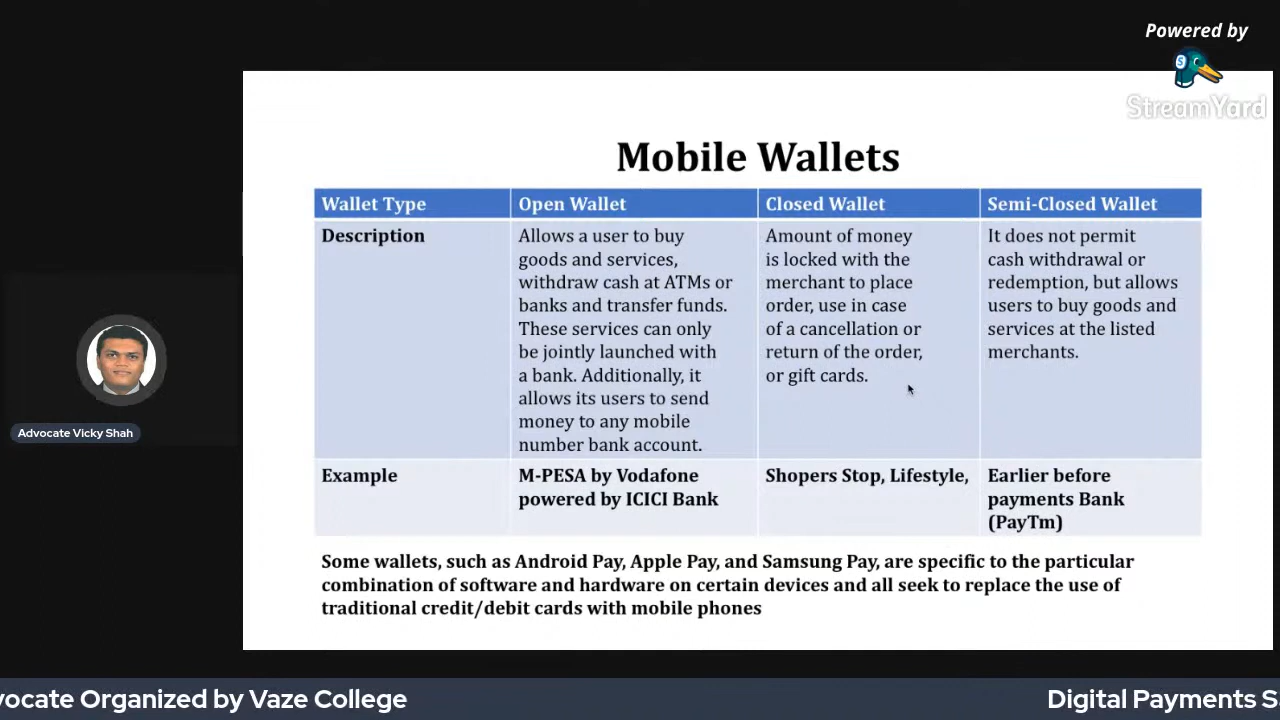 Powered by
StreamYard
Mobile Wallets
Wallet Type
Open Wallet
Closed Wallet
Semi-Closed Wallet
Description
Allows a user to buy
goods and services,
withdraw cash at ATMs or
banks and transfer funds.
These services can only
be jointly launched with
a bank. Additionally, it
allows its users to send
money to any mobile
number bank account.
Amount of money
is locked with the
merchant to place
order, use in case
of a cancellation or
return of the order,
or gift cards.
It does not permit
cash withdrawal or
redemption, but allows
users to buy goods and
services at the listed
merchants.
Example
M-PESA by Vodafone
powered by ICICI Bank
Shopers Stop, Lifestyle,
Earlier before
payments Bank
(PayTm)
Some wallets, such as Android Pay, Apple Pay, and Samsung Pay, are specific to the particular
combination of software and hardware on certain devices and all seek to replace the use of
traditional credit/debit cards with mobile phones
Advocate Vicky Shah
vocate Organized by Vaze College
Digital Payments S